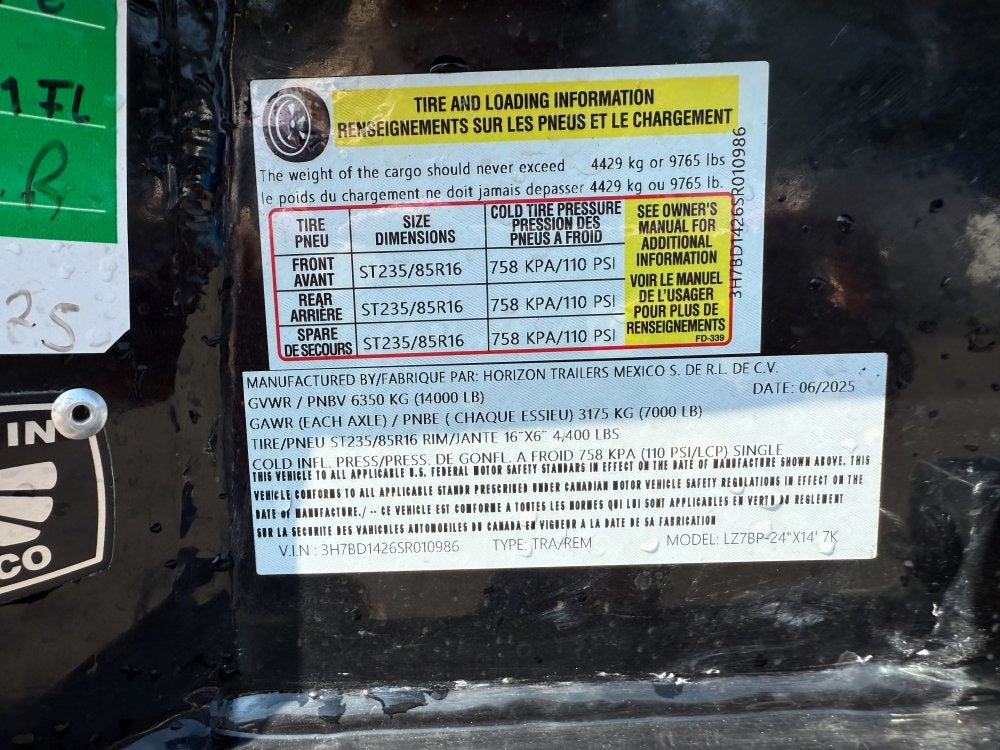 1 FL
25
IN
CO
TIRE AND LOADING INFORMATION
RENSEIGNEMENTS SUR LES PNEUS ET LE CHARGEMENT
The weight of the cargo should never exceed 4429 kg or 9765 lbs
le poids du chargement ne doit jamais depasser 4429 kg ou 9765 lb.
TIRE PNEU SIZE DIMENSIONS COLD TIRE PRESSURE PRESSION DES PNEUS A FROID
FRONT AVANT ST235/85R16 758 KPA/110 PSI
REAR ARRIÈRE ST235/85R16 758 KPA/110 PSI
SPARE DE SECOURS ST235/85R16 758 KPA/110 PSI
SEE OWNER'S
MANUAL FOR
ADDITIONAL
INFORMATION
VOIR LE MANUEL
DE L'USAGER
POUR PLUS DE
RENSEIGNEMENTS
FD-339
3H7BD1426SR010986
MANUFACTURED BY/FABRIQUE PAR: HORIZON TRAILERS MEXICO S. DE R.L. DE C.V.
GVWR / PNBV 6350 KG (14000 LB) DATE: 06/2025
GAWR (EACH AXLE) / PNBE ( CHAQUE ESSIEU) 3175 KG (7000 LB)
TIRE/PNEU ST235/85R16 RIM/JANTE 16"X6" 4,400 LBS
COLD INFL. PRESS/PRESS. DE GONFL. A FROID 758 KPA (110 PSI/LCP) SINGLE
THIS VEHICLE TO ALL APPLICABLE U.S. FEDERAL MOTOR SAFETY STANDARS IN EFFECT ON THE DATE OF MANUFACTURE SHOWN ABOVE. THIS
VEHICLE CONFORMS TO ALL APPLICABLE STANDR PRESCRIBED UNDER CANADIAN MOTOR VEHICLE SAFETY REGULATIONS IN EFFECT ON THE
DATE OF MANUFACTURE./ -- CE VEHICLE EST CONFORME A TOUTES LES NORMES QUI LUI SONT APPLICABLES EN VERTU DU REGLEMENT
SUR LA SECURITE DES VAHICULES AUTOMOBILES DU CANADA EN VIGUEUR A LA DATE DE SA FABRICATION
V.I.N : 3H7BD1426SR010986 TYPE: TRA/REM MODEL: LZ7BP-24"X14' 7K